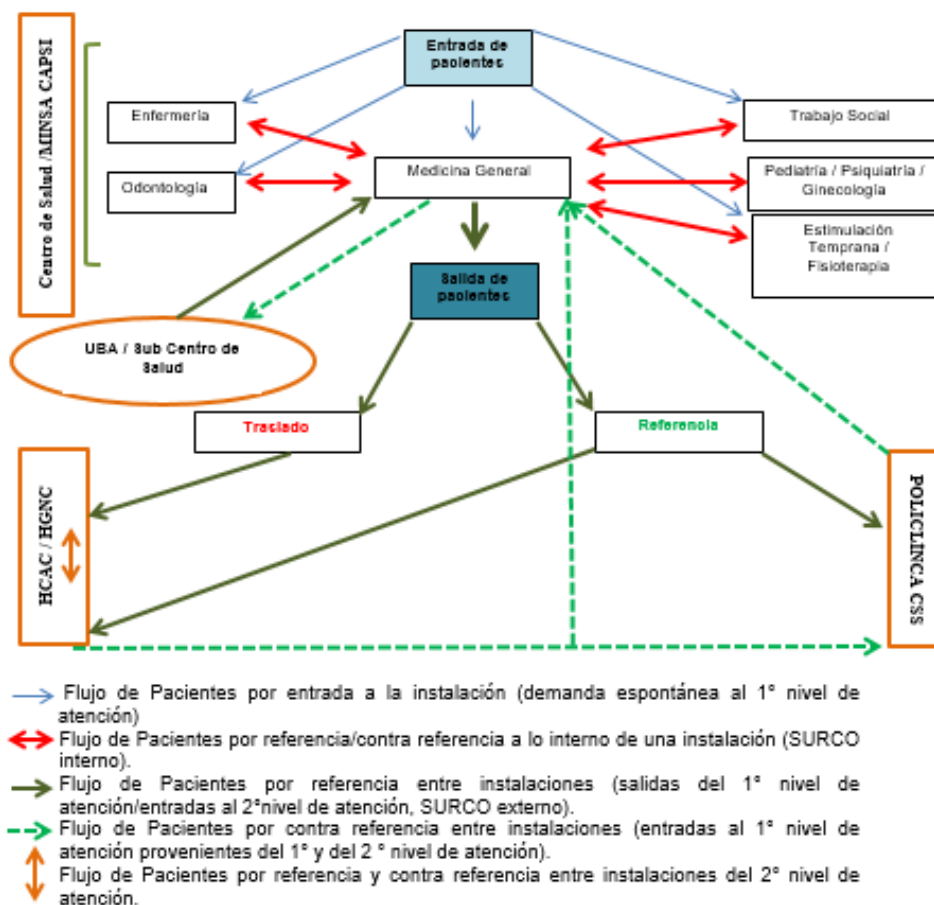 Entrada de
pacientes
Centro de Salud /MINSA CAPSI
Enfermería
Trabajo Social
Medicina General
Odontología
Pediatría / Psiquiatría /
Ginecología
Estimulación
Temprana /
Fisioterapia
Salida de
pacientes
UBA / Sub Centro de
Salud
Traslado
Referencia
HCAC / HGNC
POLICLÍNCA CSS
Flujo de Pacientes por entrada a la instalación (demanda espontánea al 1° nivel de
atención)
Flujo de Pacientes por referencia/contra referencia a lo interno de una instalación (SURCO
interno).
Flujo de Pacientes por referencia entre instalaciones (salidas del 1° nivel de
atención/entradas al 2°nivel de atención, SURCO externo).
Flujo de Pacientes por contra referencia entre instalaciones (entradas al 1° nivel de
atención provenientes del 1° y del 2 ° nivel de atención).
Flujo de Pacientes por referencia y contra referencia entre instalaciones del 2° nivel de
atención.